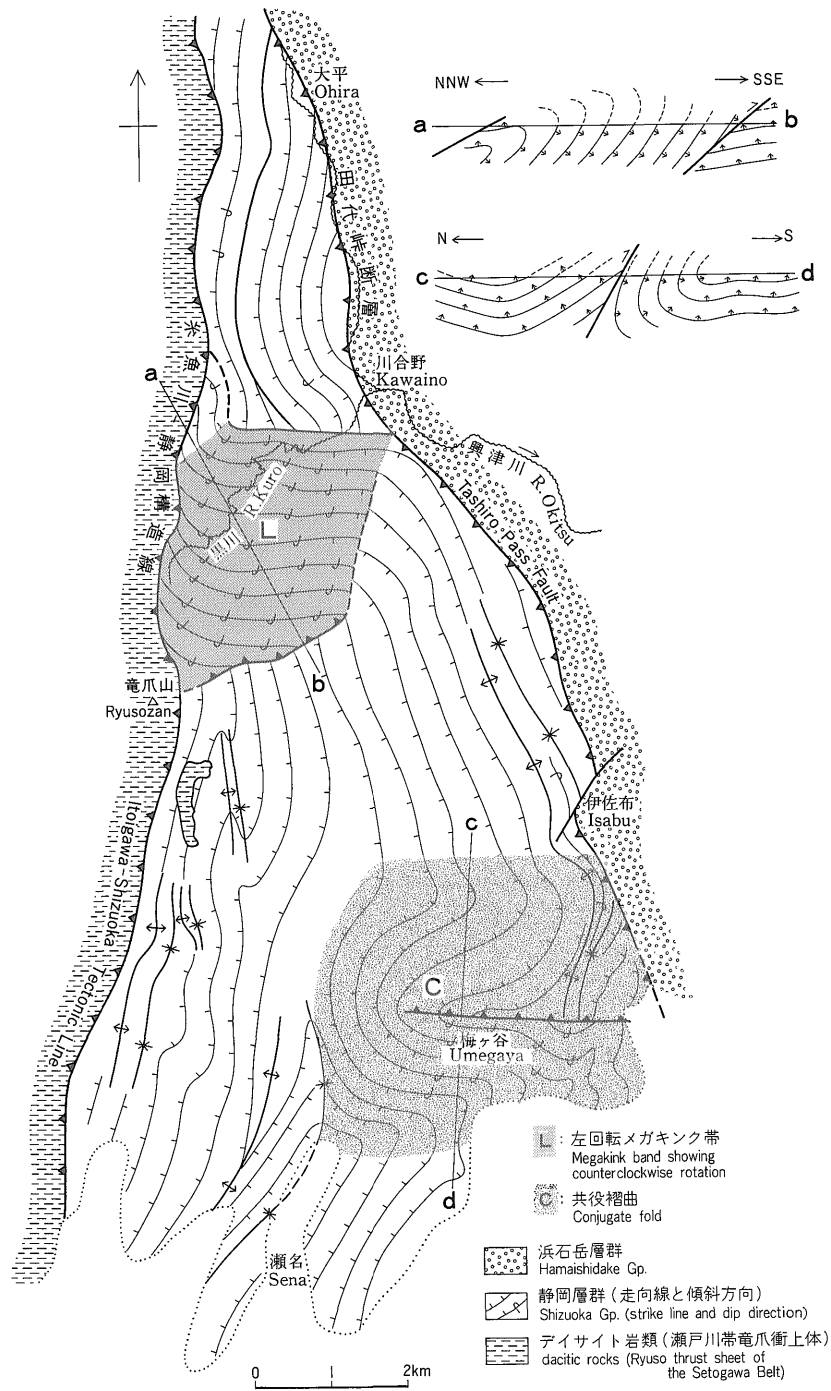 大平
Ohira
田代峠断層
NNW
SSE
a
b
N
S
c
d
糸魚川
静岡構造線
a
川合野
Kawaino
興津川 R.Okitsu
黒川 R.Kuro
L
Tashiro Pass Fault
竜爪山
Ryusozan
b
伊佐布
Isabu
c
C
梅ヶ谷
Umegaya
Itogawa-Shizuoka Tectonic Line
d
瀬名
Sena
L : 左回転メガキンク帯
Megakink band showing
counterclockwise rotation
C : 共役褶曲
Conjugate fold
浜石岳層群
Hamaishidake Gp.
静岡層群(走向線と傾斜方向)
Shizuoka Gp. (strike line and dip direction)
デイサイト岩類(瀬戸川帯竜爪衝上体)
dacitic rocks (Ryuso thrust sheet of
the Setogawa Belt)
0 1 2km